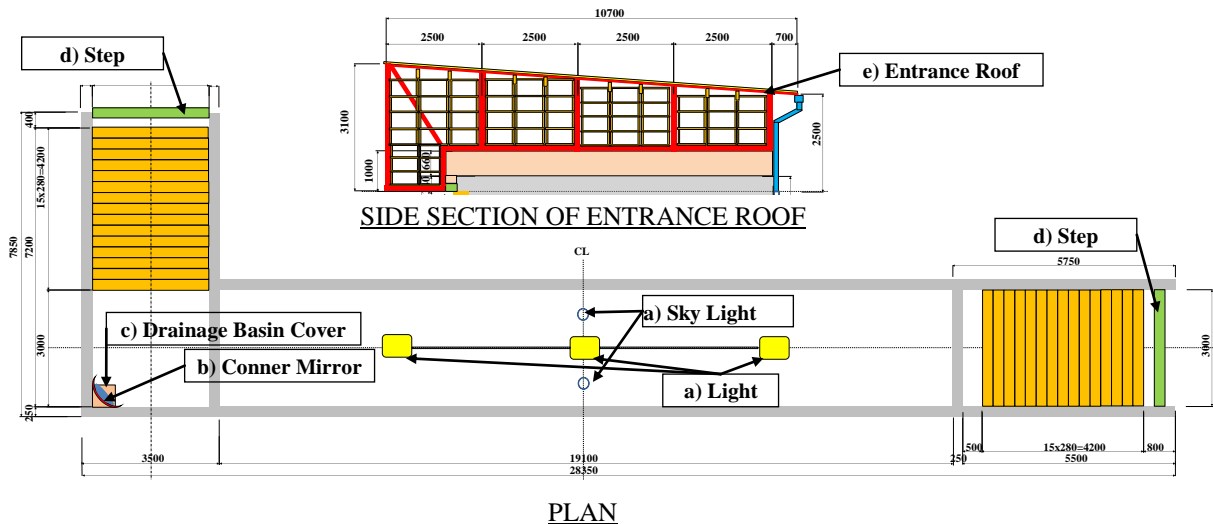 10700
2500
2500
2500
2500
700
d) Step
e) Entrance Roof
400
3100
2500
1000
660
15x280=4200
SIDE SECTION OF ENTRANCE ROOF
d) Step
7850
7200
CL
5750
a) Sky Light
c) Drainage Basin Cover
b) Conner Mirror
a) Light
3000
3000
250
500
15x280=4200
800
3500
19100
250
5500
28350
PLAN